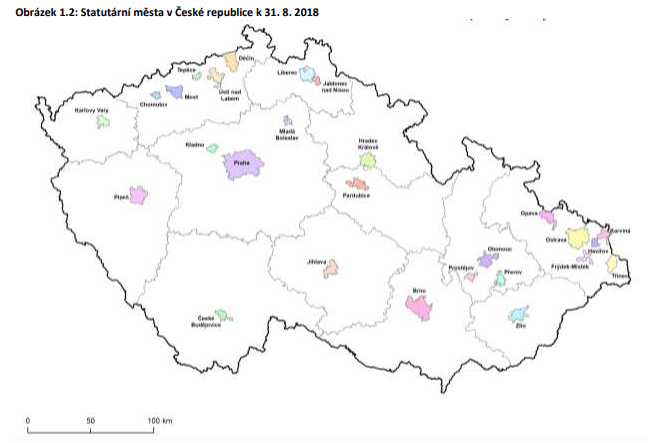 Obrázek 1.2: Statutární města v České republice k 31. 8. 2018
Děčín
Teplice
Liberec
Ústí nad
Labem
Jablonec
nad Nisou
Most
Chomutov
Karlovy Vary
Mladá
Boleslav
Hradec
Králové
Kladno
Praha
Pardubice
Plzeň
Opava
Karviná
Ostrava
Havířov
Olomouc
Frýdek-Místek
Jihlava
Prostějov
Přerov
Třinec
Brno
České
Budějovice
Zlín
0 50 100 km